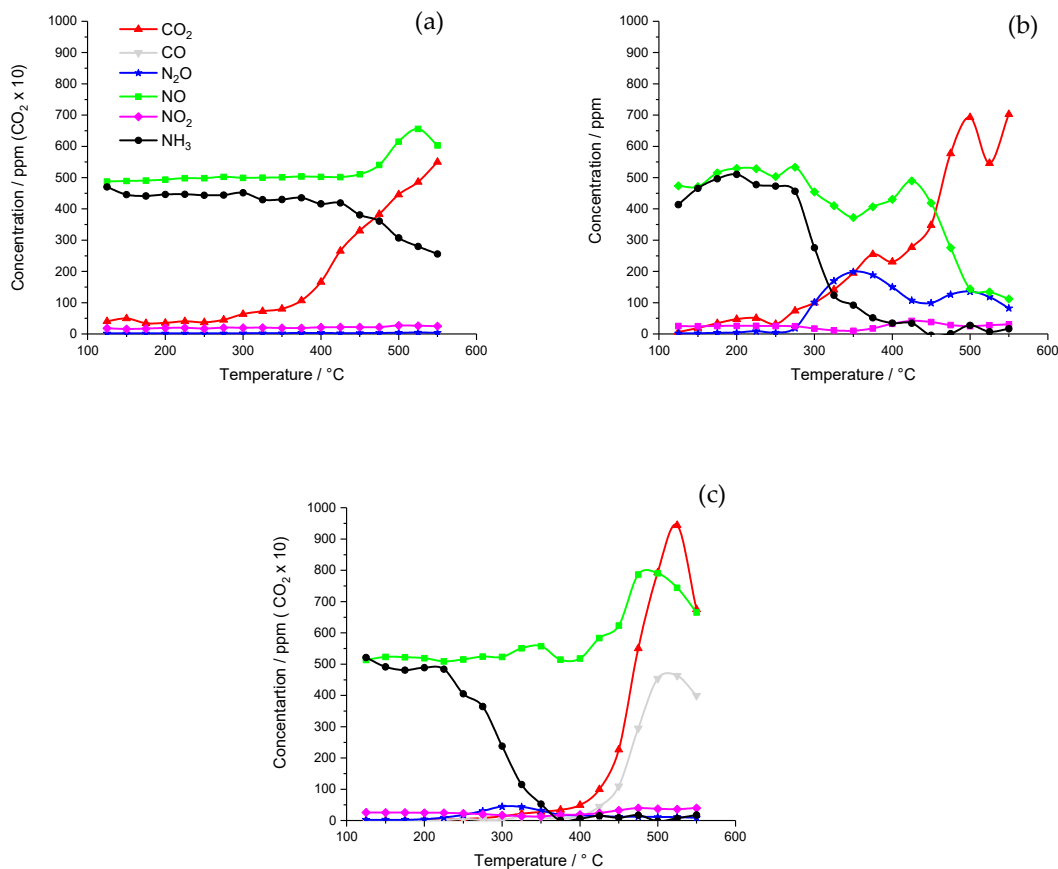 (a)
1000
900
800
700
600
500
400
300
200
100
0
100 200 300 400 500 600
Concentration / ppm (CO₂ x 10)
Temperature / °C
CO₂
CO
N₂O
NO
NO₂
NH₃
(b)
1000
900
800
700
600
500
400
300
200
100
0
100 200 300 400 500 600
Concentration / ppm
Temperature / °C
(c)
1000
900
800
700
600
500
400
300
200
100
0
100 200 300 400 500 600
Concentartion / ppm ( CO₂ x 10)
Temperature / ° C